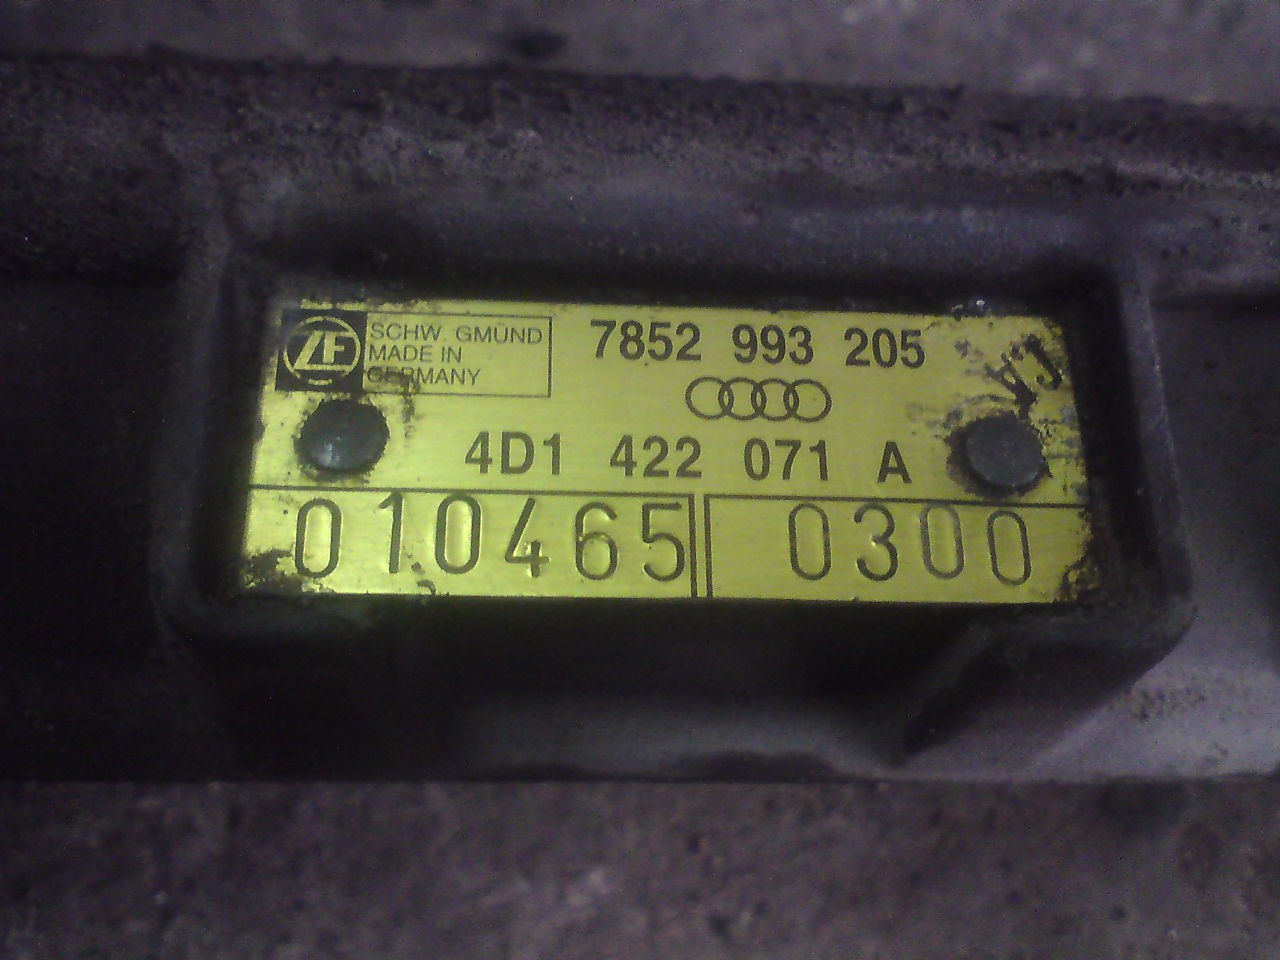 ZF
SCHW. GMÜND
MADE IN
GERMANY
7852 993 205
4D1 422 071 A
010465 0300